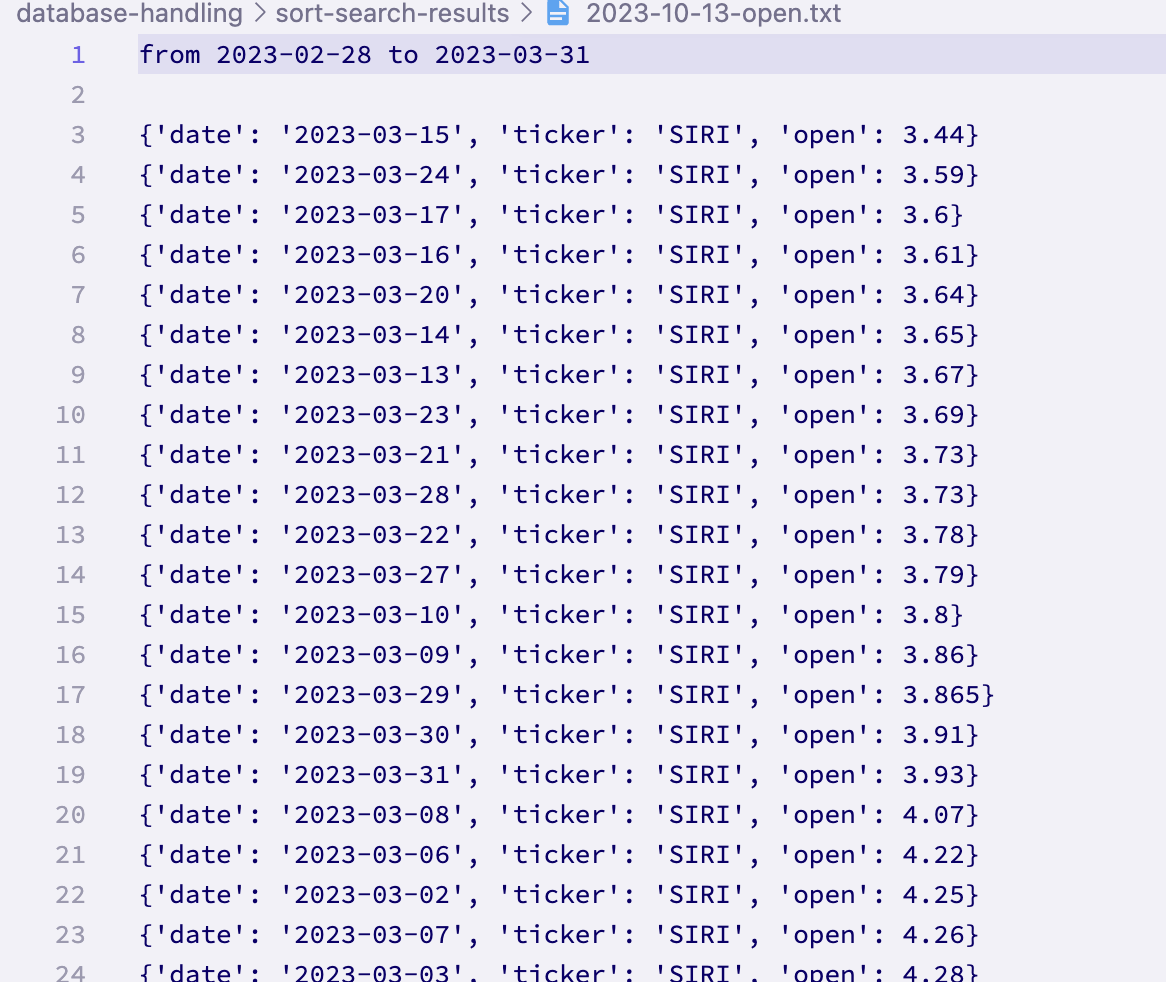 database-handling > sort-search-results > 2023-10-13-open.txt
1 from 2023-02-28 to 2023-03-31
2
3 {'date': '2023-03-15', 'ticker': 'SIRI', 'open': 3.44}
4 {'date': '2023-03-24', 'ticker': 'SIRI', 'open': 3.59}
5 {'date': '2023-03-17', 'ticker': 'SIRI', 'open': 3.6}
6 {'date': '2023-03-16', 'ticker': 'SIRI', 'open': 3.61}
7 {'date': '2023-03-20', 'ticker': 'SIRI', 'open': 3.64}
8 {'date': '2023-03-14', 'ticker': 'SIRI', 'open': 3.65}
9 {'date': '2023-03-13', 'ticker': 'SIRI', 'open': 3.67}
10 {'date': '2023-03-23', 'ticker': 'SIRI', 'open': 3.69}
11 {'date': '2023-03-21', 'ticker': 'SIRI', 'open': 3.73}
12 {'date': '2023-03-28', 'ticker': 'SIRI', 'open': 3.73}
13 {'date': '2023-03-22', 'ticker': 'SIRI', 'open': 3.78}
14 {'date': '2023-03-27', 'ticker': 'SIRI', 'open': 3.79}
15 {'date': '2023-03-10', 'ticker': 'SIRI', 'open': 3.8}
16 {'date': '2023-03-09', 'ticker': 'SIRI', 'open': 3.86}
17 {'date': '2023-03-29', 'ticker': 'SIRI', 'open': 3.865}
18 {'date': '2023-03-30', 'ticker': 'SIRI', 'open': 3.91}
19 {'date': '2023-03-31', 'ticker': 'SIRI', 'open': 3.93}
20 {'date': '2023-03-08', 'ticker': 'SIRI', 'open': 4.07}
21 {'date': '2023-03-06', 'ticker': 'SIRI', 'open': 4.22}
22 {'date': '2023-03-02', 'ticker': 'SIRI', 'open': 4.25}
23 {'date': '2023-03-07', 'ticker': 'SIRI', 'open': 4.26}
24 {'date': '2023-03-03', 'ticker': 'SIRI', 'open': 4.28}